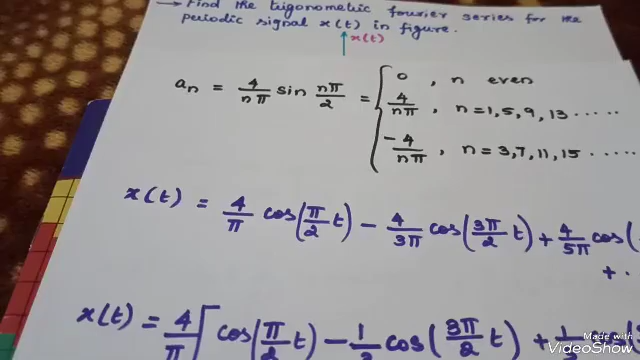 → Find the trigonometric fourier series for the
periodic signal x(t) in figure.
x(t)
aₙ = 4/nπ sin nπ/2 = { 0 , n even
4/nπ , n = 1, 5, 9, 13 .....
-4/nπ , n = 3, 7, 11, 15 .....
x(t) = 4/π cos(π/2 t) - 4/3π cos(3π/2 t) + 4/5π cos(
+ .
x(t) = 4/π [ cos(π/2 t) - 1/3 cos(3π/2 t) +
Made with
VideoShow